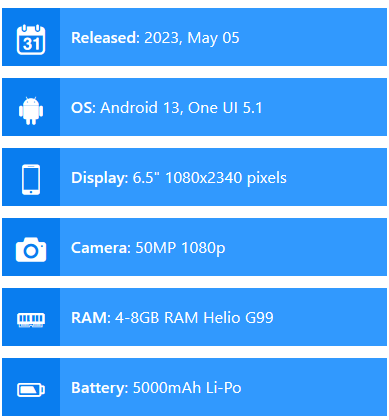 31
Released: 2023, May 05
OS: Android 13, One UI 5.1
Display: 6.5" 1080x2340 pixels
Camera: 50MP 1080p
RAM: 4-8GB RAM Helio G99
Battery: 5000mAh Li-Po